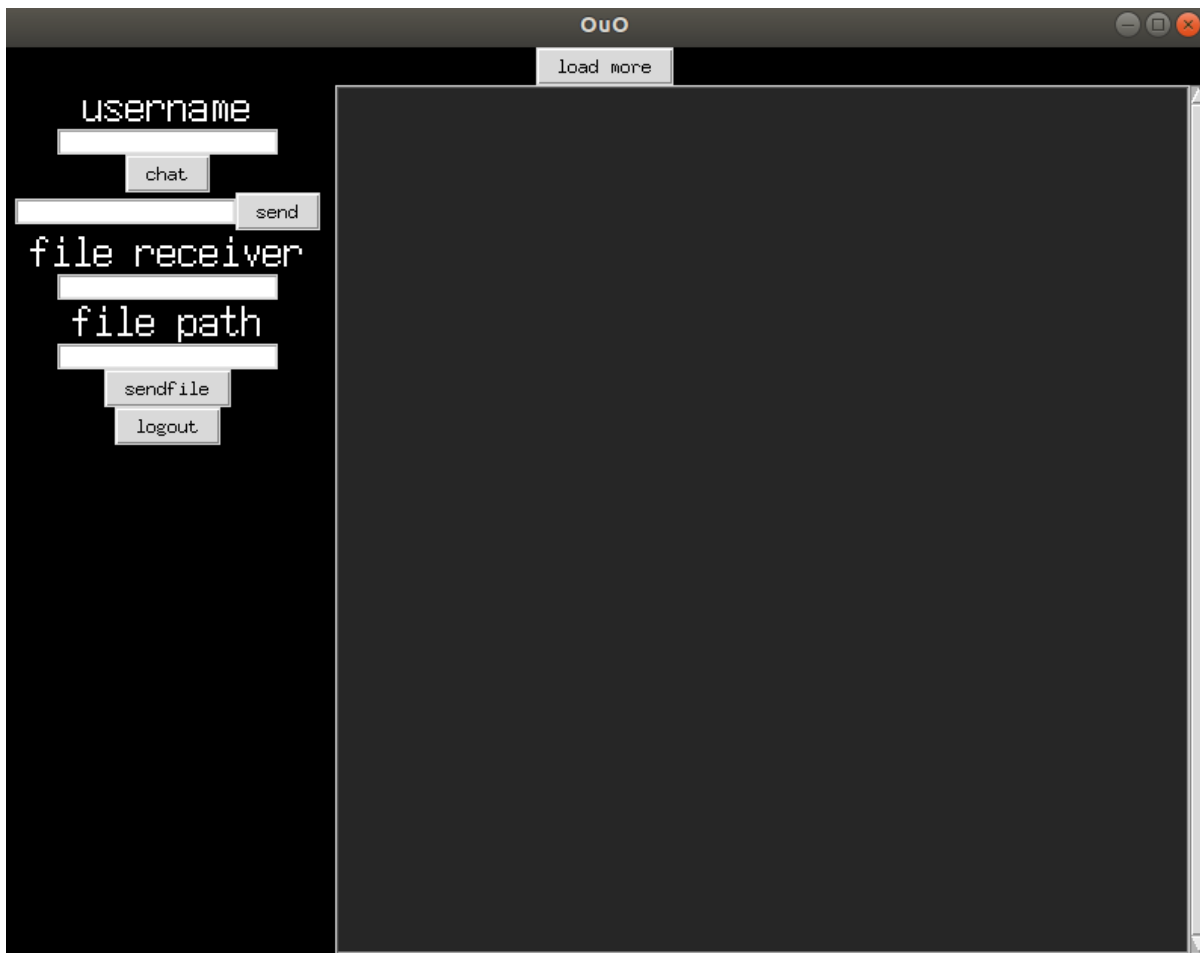 OuO
load more
username
chat
send
file receiver
file path
sendfile
logout